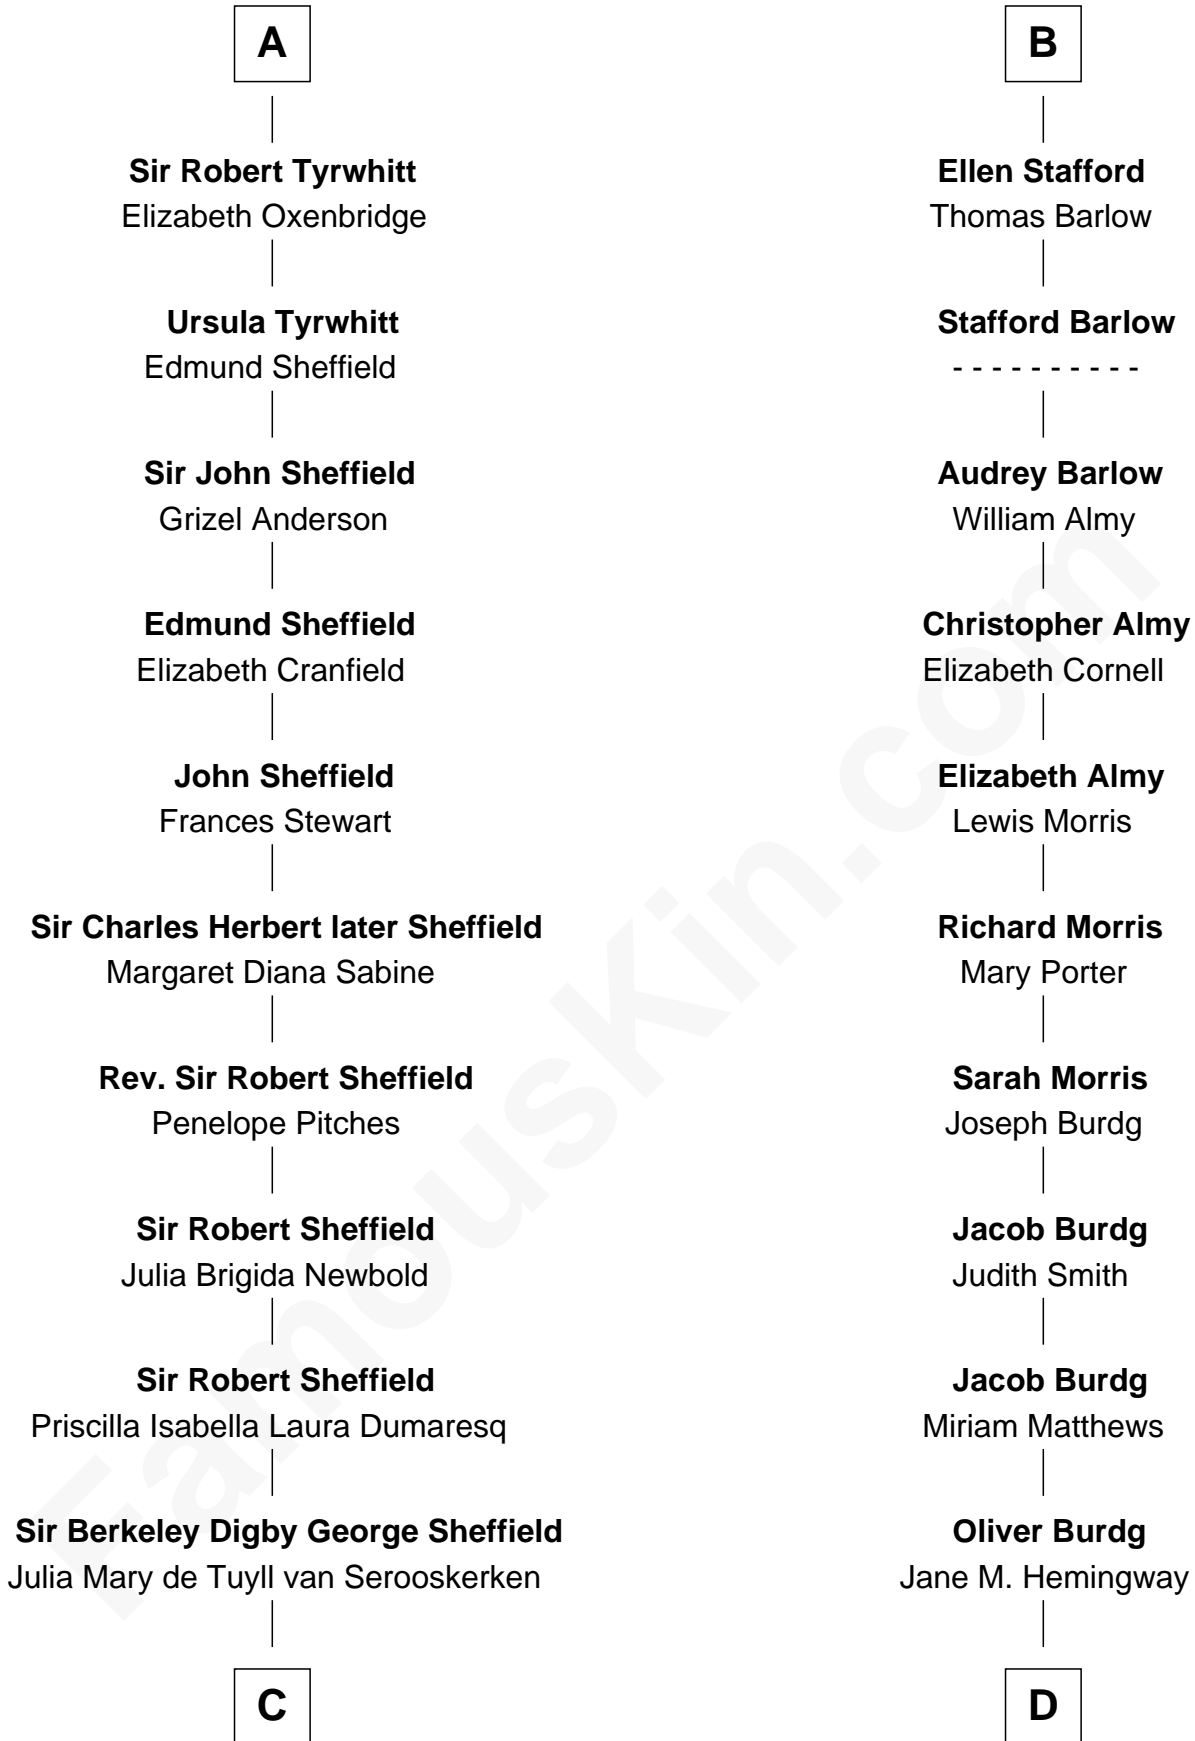 A
Sir Robert Tyrwhitt
Elizabeth Oxenbridge
Ursula Tyrwhitt
Edmund Sheffield
Sir John Sheffield
Grizel Anderson
Edmund Sheffield
Elizabeth Cranfield
John Sheffield
Frances Stewart
Sir Charles Herbert later Sheffield
Margaret Diana Sabine
Rev. Sir Robert Sheffield
Penelope Pitches
Sir Robert Sheffield
Julia Brigida Newbold
Sir Robert Sheffield
Priscilla Isabella Laura Dumaresq
Sir Berkeley Digby George Sheffield
Julia Mary de Tuyll van Serooskerken
C
B
Ellen Stafford
Thomas Barlow
Stafford Barlow
- - - - - - - - - -
Audrey Barlow
William Almy
Christopher Almy
Elizabeth Cornell
Elizabeth Almy
Lewis Morris
Richard Morris
Mary Porter
Sarah Morris
Joseph Burdg
Jacob Burdg
Judith Smith
Jacob Burdg
Miriam Matthews
Oliver Burdg
Jane M. Hemingway
D
FamousKin.com